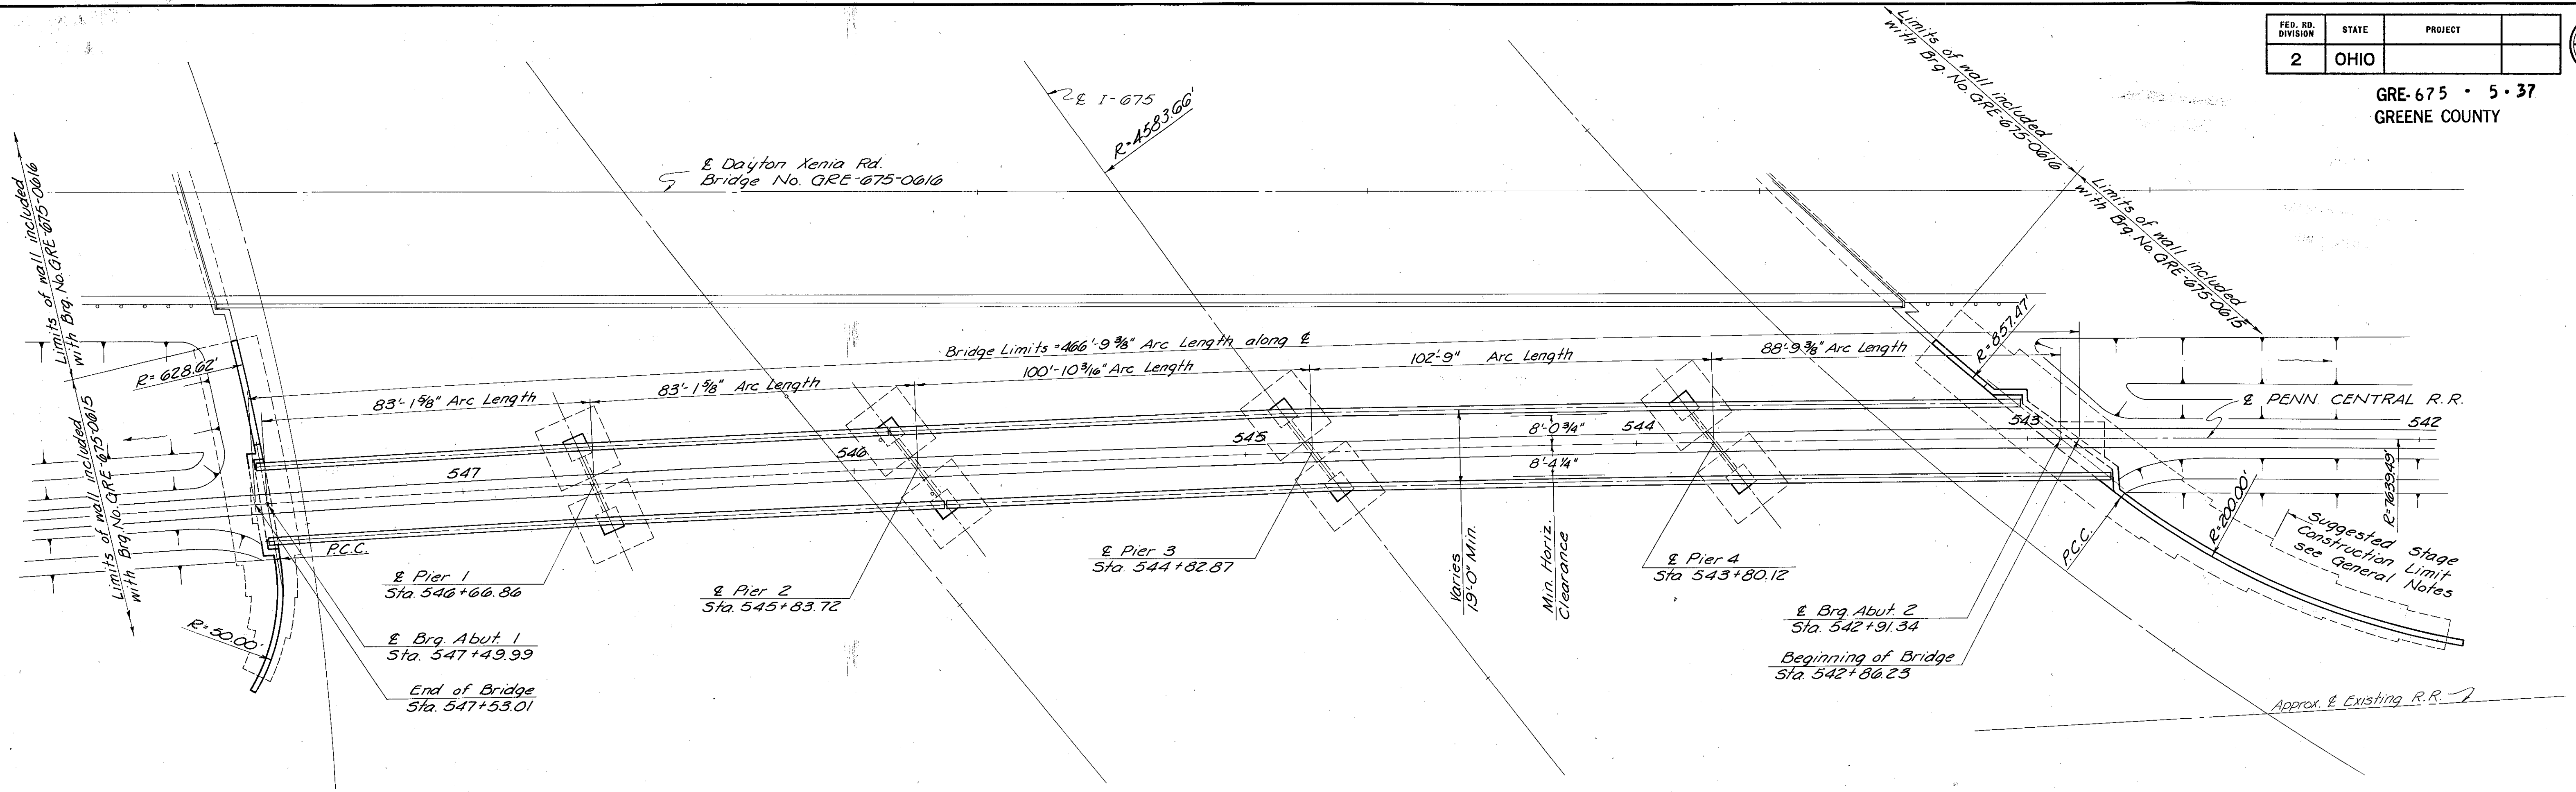 FED. RD. DIVISION
STATE
PROJECT
2
OHIO
GRE-675 · 5·37
GREENE COUNTY
Limits of wall included
with Brg. No. GRE-675-0616
Limits of wall included
with Brg. No. GRE-675-0615
℄ I-675
R=4583.66'
℄ Dayton Xenia Rd.
Bridge No. GRE-675-0616
Limits of wall included
with Brg. No. GRE-675-0616
Limits of wall included
with Brg. No. GRE-675-0615
R=628.62'
R=857.47'
Bridge Limits = 466'-9 3/8" Arc Length along ℄
83'-1 5/8" Arc Length
83'-1 5/8" Arc Length
100'-10 3/16" Arc Length
102'-9" Arc Length
88'-9 3/8" Arc Length
℄ PENN. CENTRAL R.R.
547
546
545
544
543
542
8'-0 3/4"
8'-4 1/4"
Varies
19'-0" Min.
Min. Horiz.
Clearance
R=7639.49'
R=200.00'
P.C.C.
P.C.C.
R=50.00'
℄ Pier 1
Sta. 546+66.86
℄ Pier 2
Sta. 545+83.72
℄ Pier 3
Sta. 544+82.87
℄ Pier 4
Sta 543+80.12
℄ Brg. Abut. 1
Sta. 547+49.99
End of Bridge
Sta. 547+53.01
℄ Brg. Abut. 2
Sta. 542+91.34
Beginning of Bridge
Sta. 542+86.23
Suggested Stage
Construction Limit
see General Notes
Approx. ℄ Existing R.R.